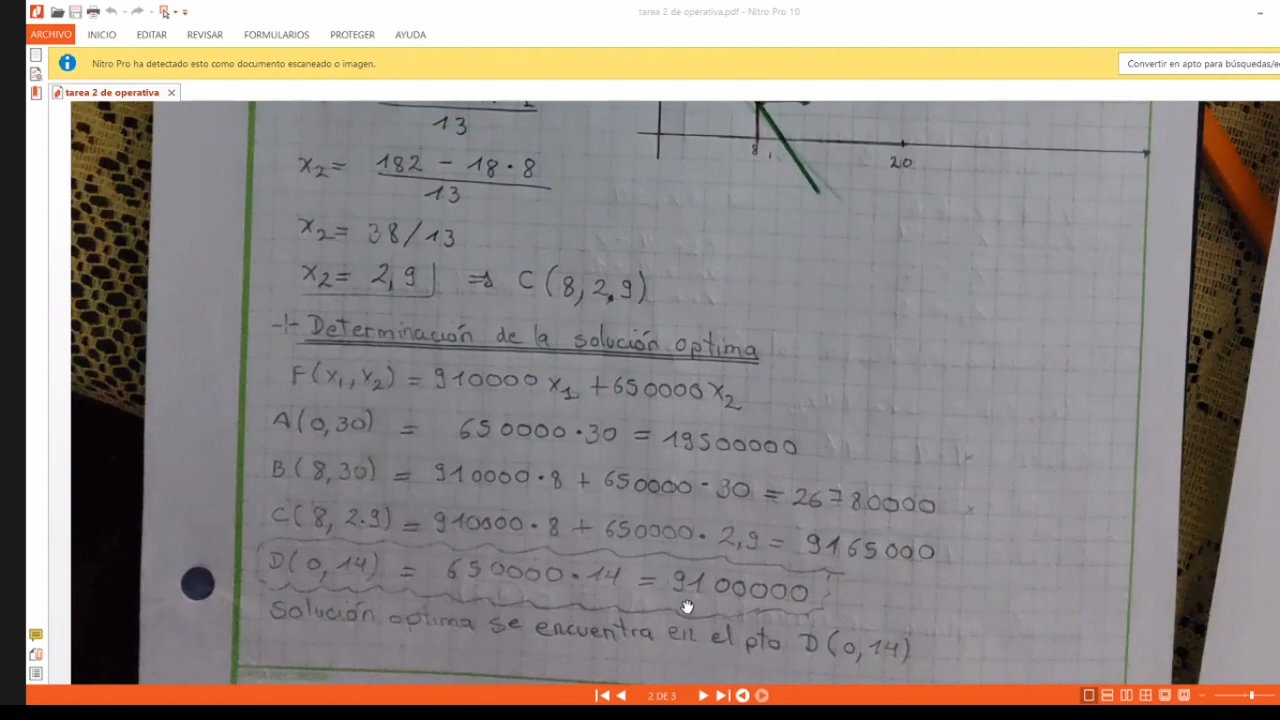 tarea 2 de operativa.pdf - Nitro Pro 10
ARCHIVO INICIO EDITAR REVISAR FORMULARIOS PROTEGER AYUDA
Nitro Pro ha detectado esto como documento escaneado o imagen.
Convertir en apto para búsquedas/e
tarea 2 de operativa
13
x₂ = 182 - 18 · 8
13
x₂ = 38/13
x₂ = 2,9 ⇒ C(8, 2,9)
8
20
Determinación de la solución optima
F(x₁, x₂) = 910000 x₁ + 650000 x₂
A(0,30) = 650000 · 30 = 19500000
B(8,30) = 910000 · 8 + 650000 · 30 = 26780000
C(8, 2.9) = 910000 · 8 + 650000 · 2,9 = 9165000
D(0,14) = 650000 · 14 = 9100000
Solución optima se encuentra en el pto D(0,14)
2 DE 3